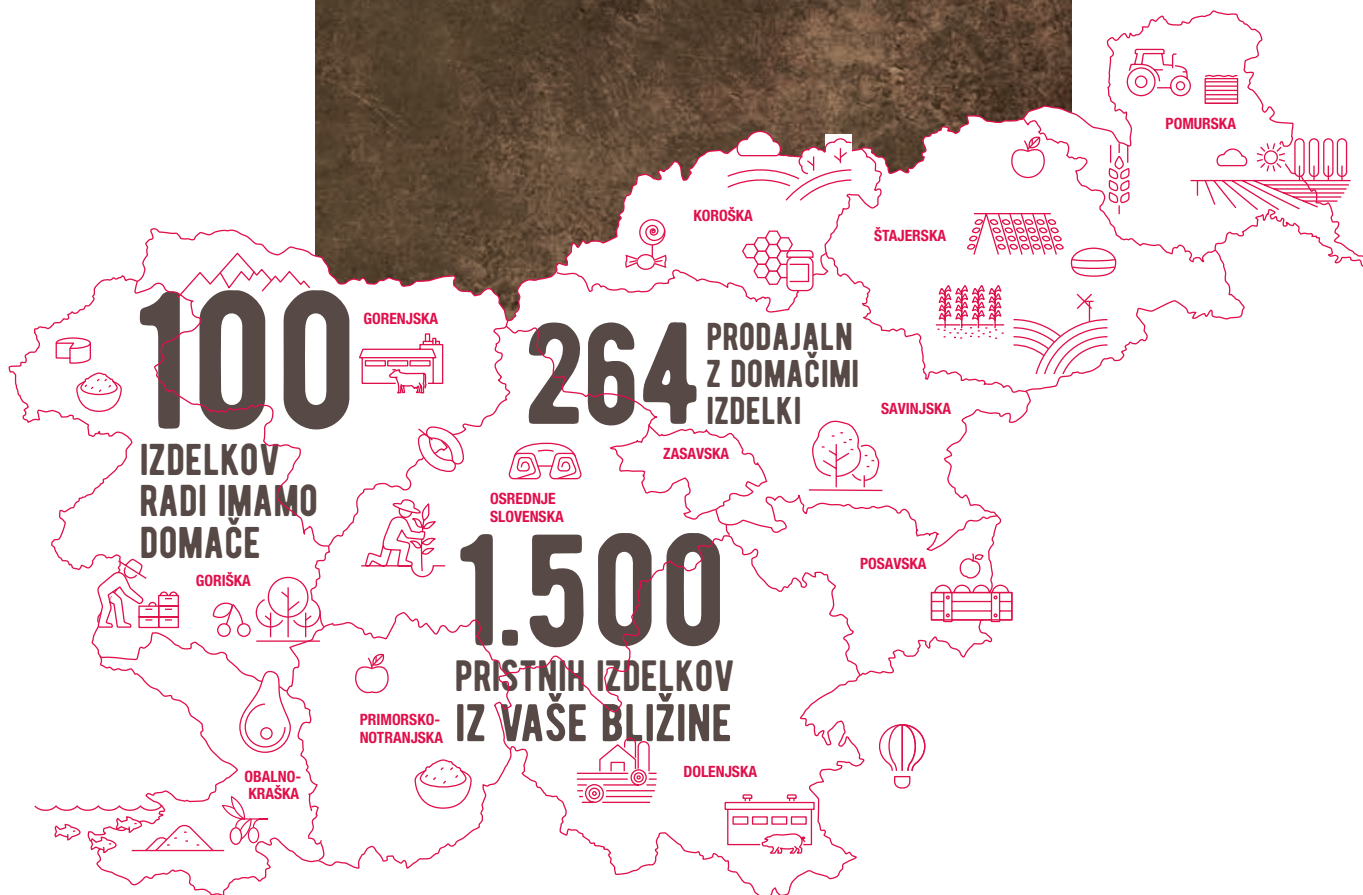 POMURSKA
KOROŠKA
ŠTAJERSKA
100
IZDELKOV
RADI IMAMO
DOMAČE
GORENJSKA
264
PRODAJALN
Z DOMAČIMI
IZDELKI
SAVINJSKA
ZASAVSKA
OSREDNJE
SLOVENSKA
1.500
PRISTNIH IZDELKOV
IZ VAŠE BLIŽINE
POSAVSKA
GORIŠKA
PRIMORSKO-
NOTRANJSKA
OBALNO-
KRAŠKA
DOLENJSKA